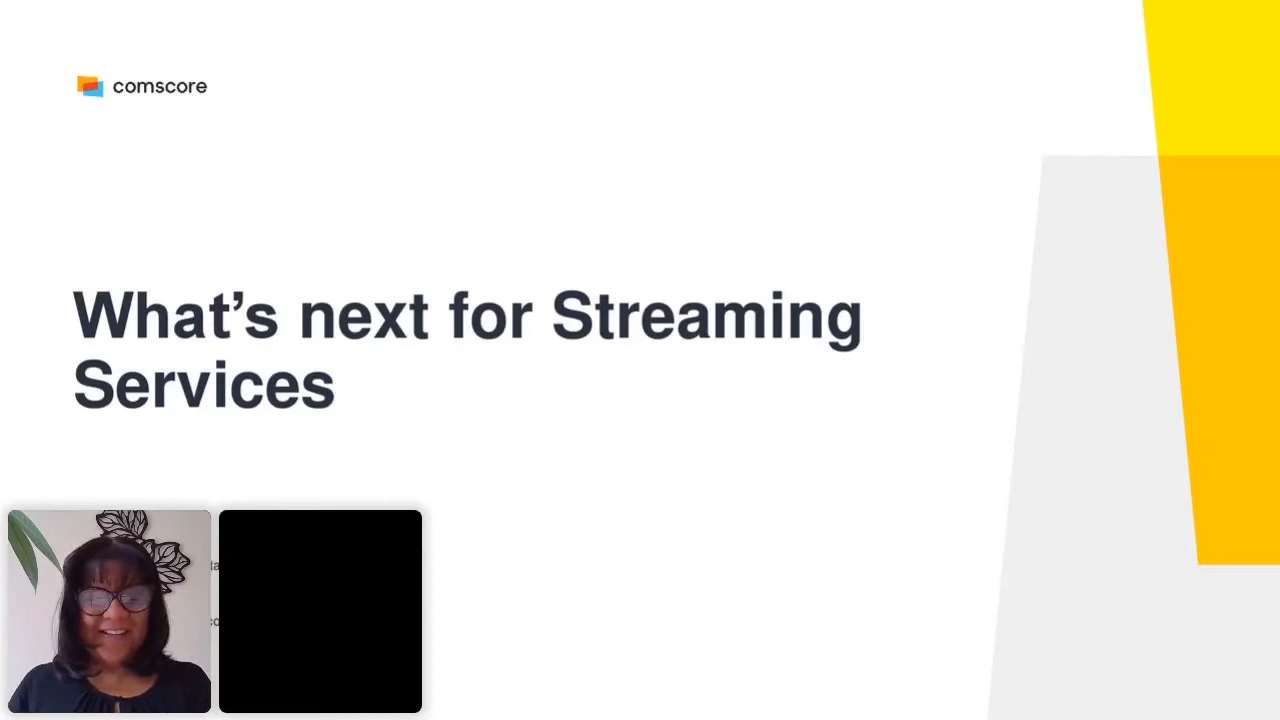 comscore
What’s next for Streaming
Services